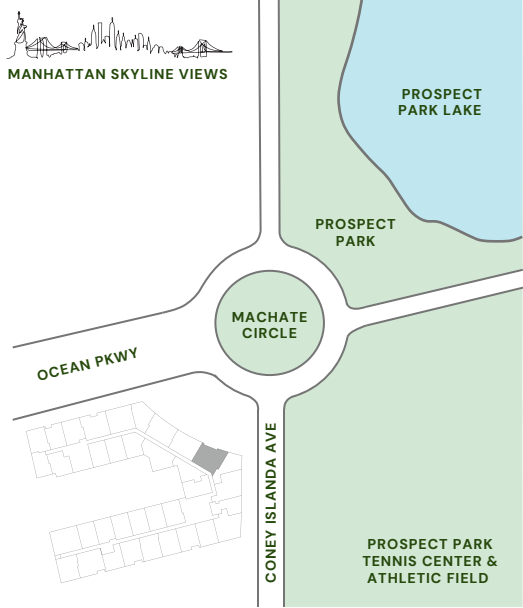 MANHATTAN SKYLINE VIEWS
PROSPECT
PARK LAKE
PROSPECT
PARK
MACHATE
CIRCLE
OCEAN PKWY
CONEY ISLANDA AVE
PROSPECT PARK
TENNIS CENTER &
ATHLETIC FIELD